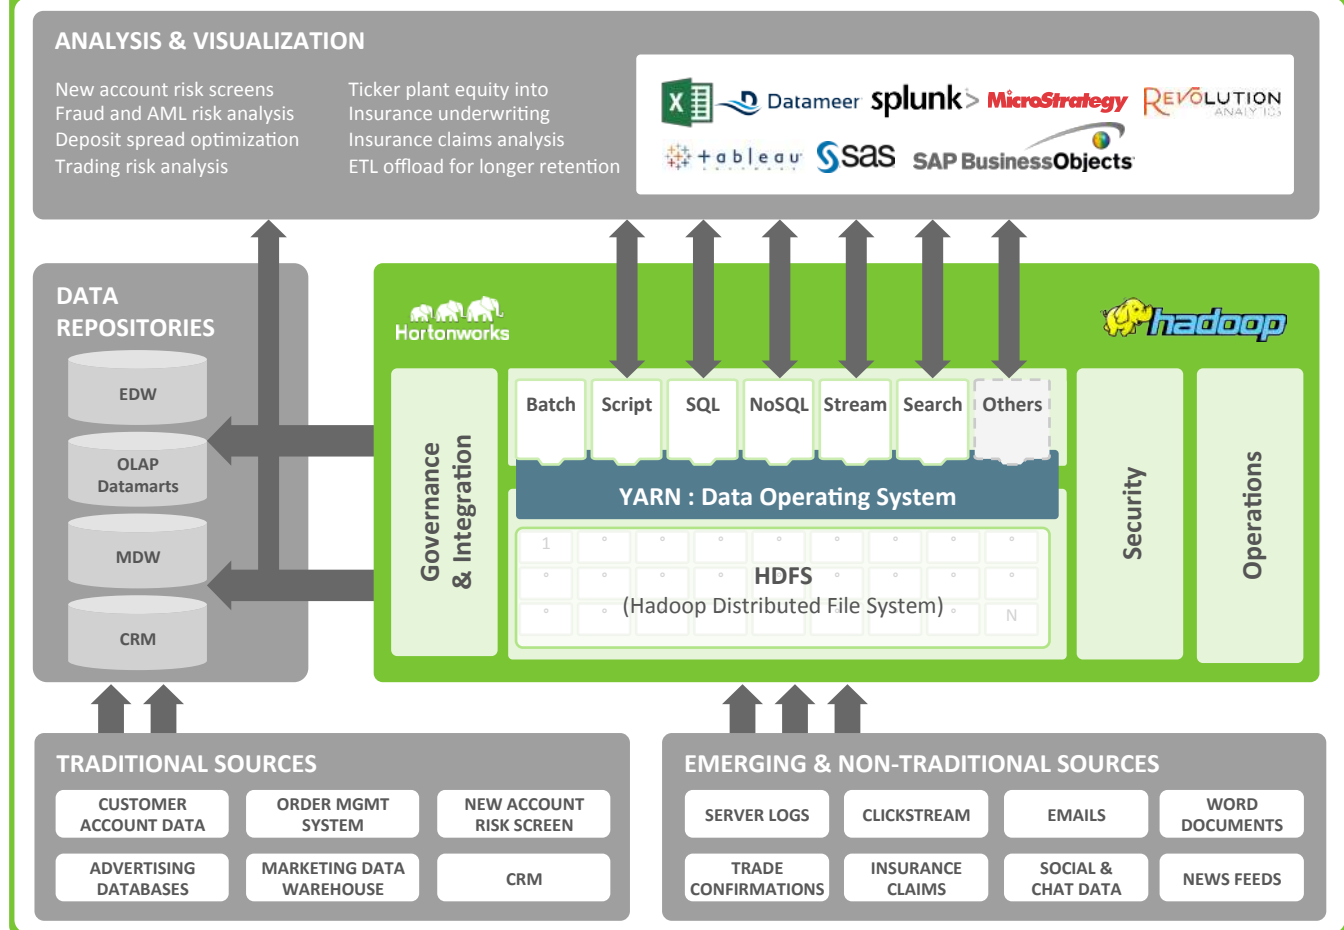 ANALYSIS & VISUALIZATION
New account risk screens
Fraud and AML risk analysis
Deposit spread optimization
Trading risk analysis
Ticker plant equity into
Insurance underwriting
Insurance claims analysis
ETL offload for longer retention
X
D Datameer
splunk>
MicroStrategy
REVOLUTION
ANALYTICS
+ableau
SOFTWARE
sas
SAP BusinessObjects
DATA
REPOSITORIES
EDW
OLAP
Datamarts
MDW
CRM
Hortonworks
hadoop
Governance
& Integration
Batch
Script
SQL
NoSQL
Stream
Search
Others
YARN : Data Operating System
1
HDFS
(Hadoop Distributed File System)
N
Security
Operations
TRADITIONAL SOURCES
CUSTOMER
ACCOUNT DATA
ORDER MGMT
SYSTEM
NEW ACCOUNT
RISK SCREEN
ADVERTISING
DATABASES
MARKETING DATA
WAREHOUSE
CRM
EMERGING & NON-TRADITIONAL SOURCES
SERVER LOGS
CLICKSTREAM
EMAILS
WORD
DOCUMENTS
TRADE
CONFIRMATIONS
INSURANCE
CLAIMS
SOCIAL &
CHAT DATA
NEWS FEEDS